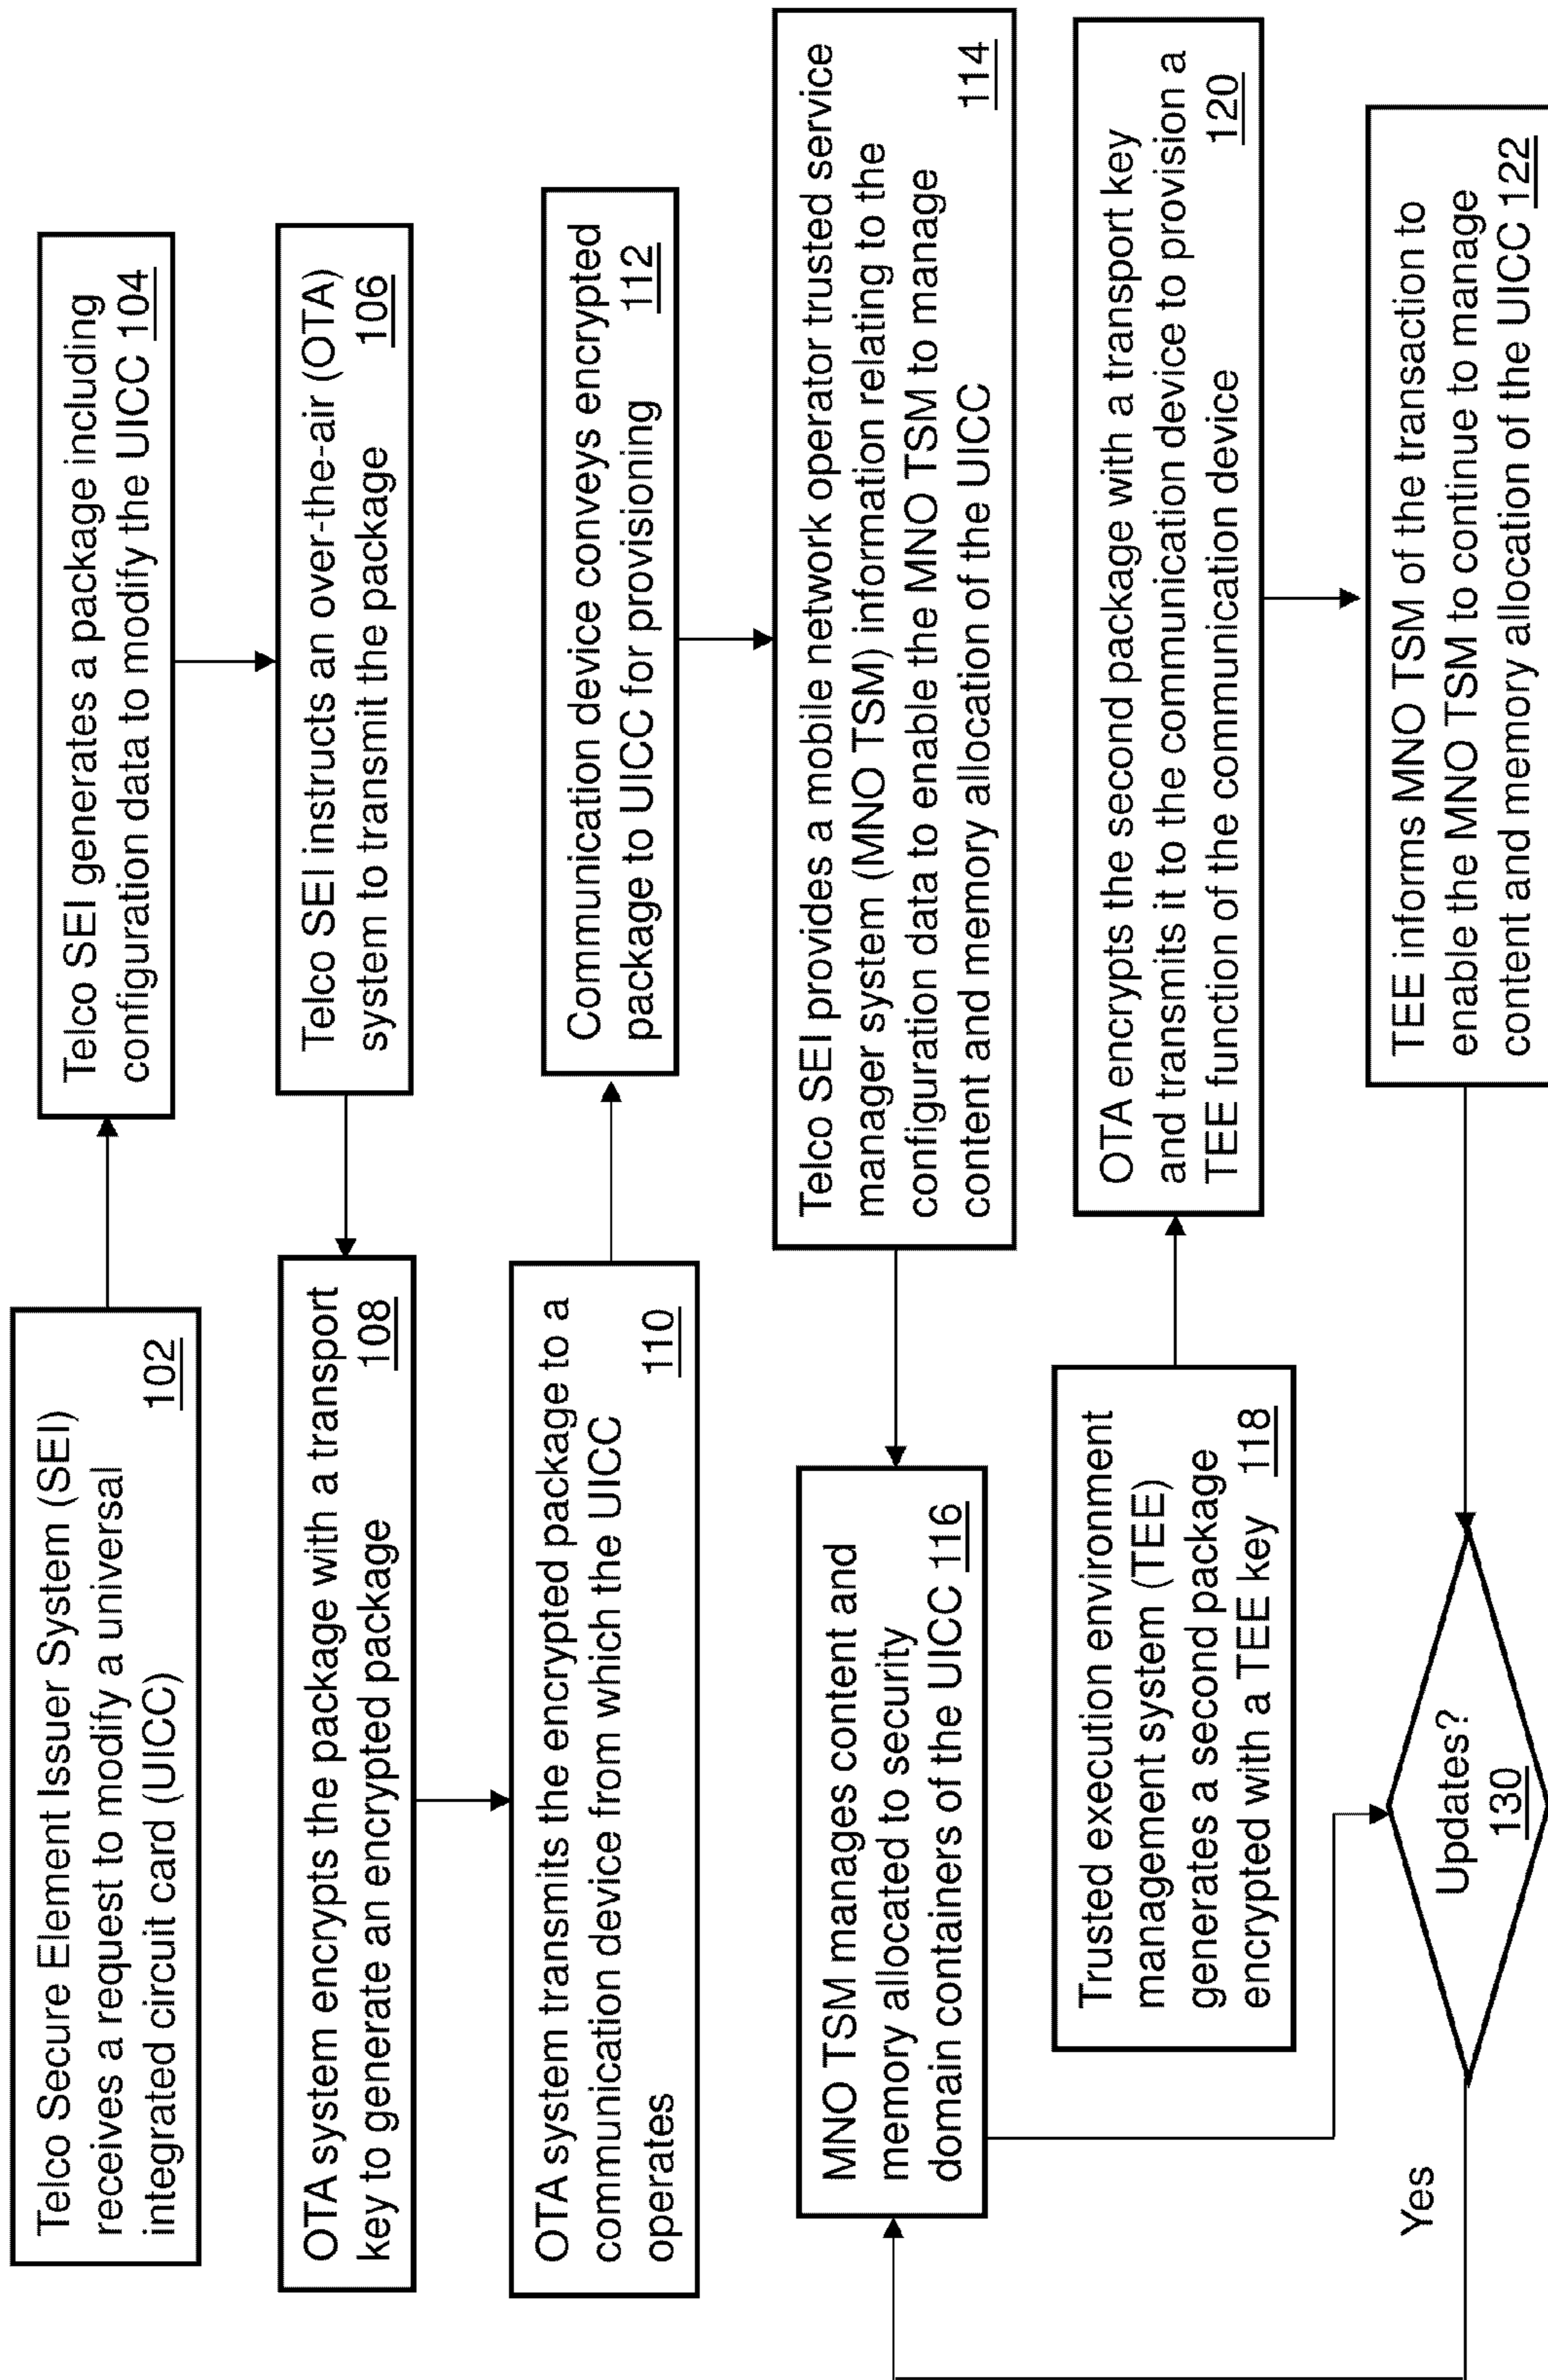 Telco Secure Element Issuer System (SEI)
receives a request to modify a universal
integrated circuit card (UICC) 102
Telco SEI generates a package including
configuration data to modify the UICC 104
Telco SEI instructs an over-the-air (OTA)
system to transmit the package 106
OTA system encrypts the package with a transport
key to generate an encrypted package 108
OTA system transmits the encrypted package to a
communication device from which the UICC
operates 110
Communication device conveys encrypted
package to UICC for provisioning 112
Telco SEI provides a mobile network operator trusted service
manager system (MNO TSM) information relating to the
configuration data to enable the MNO TSM to manage
content and memory allocation of the UICC 114
MNO TSM manages content and
memory allocated to security
domain containers of the UICC 116
Trusted execution environment
management system (TEE)
generates a second package
encrypted with a TEE key 118
OTA encrypts the second package with a transport key
and transmits it to the communication device to provision a
TEE function of the communication device 120
TEE informs MNO TSM of the transaction to
enable the MNO TSM to continue to manage
content and memory allocation of the UICC 122
Updates?
130
Yes